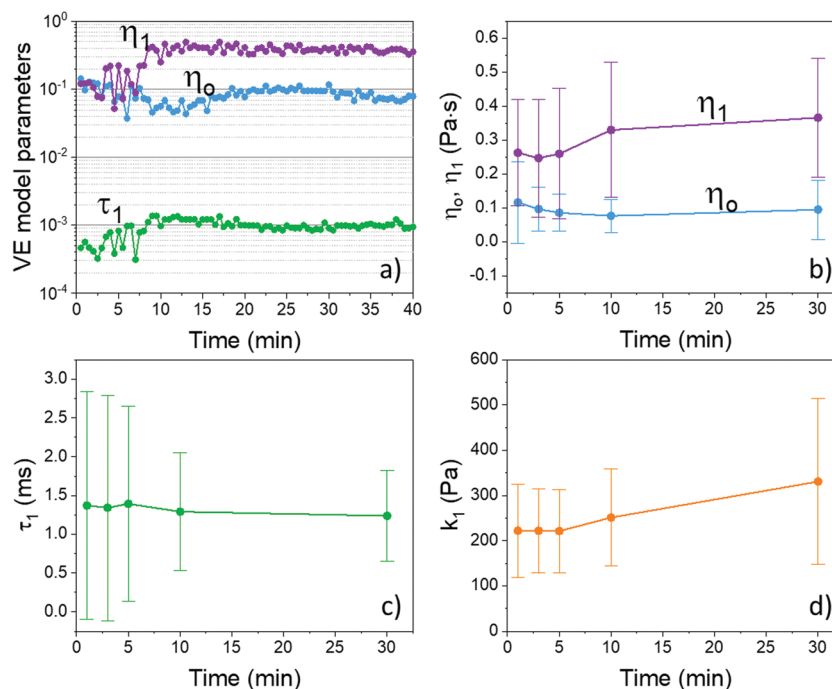 VE model parameters
10⁰
10⁻¹
10⁻²
10⁻³
10⁻⁴
η₁
ηₒ
τ₁
a)
0 5 10 15 20 25 30 35 40
Time (min)
ηₒ, η₁ (Pa·s)
0.6
0.5
0.4
0.3
0.2
0.1
0.0
-0.1
η₁
ηₒ
b)
0 5 10 15 20 25 30
Time (min)
τ₁ (ms)
3.0
2.5
2.0
1.5
1.0
0.5
0.0
c)
0 5 10 15 20 25 30
Time (min)
k₁ (Pa)
600
500
400
300
200
100
0
d)
0 5 10 15 20 25 30
Time (min)